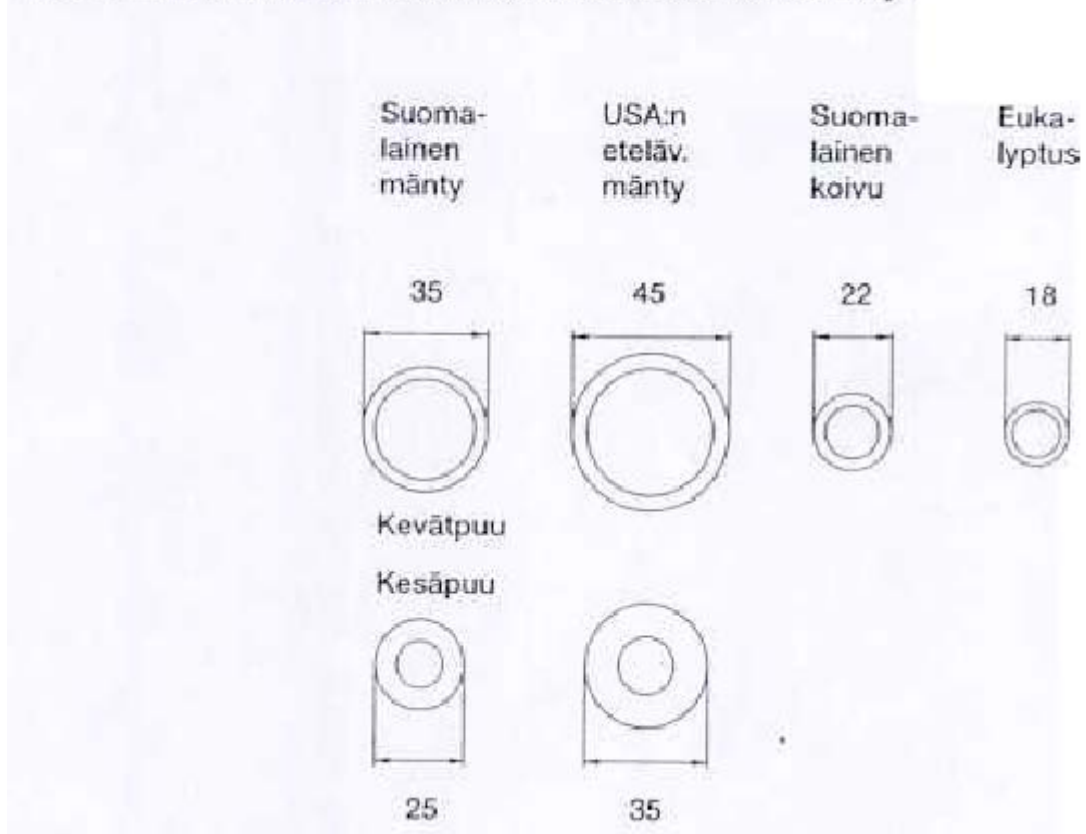 Suoma-
lainen
mänty
USA:n
eteläv.
mänty
Suoma-
lainen
koivu
Euka-
lyptus
35
45
22
18
Kevätpuu
Kesäpuu
25
35